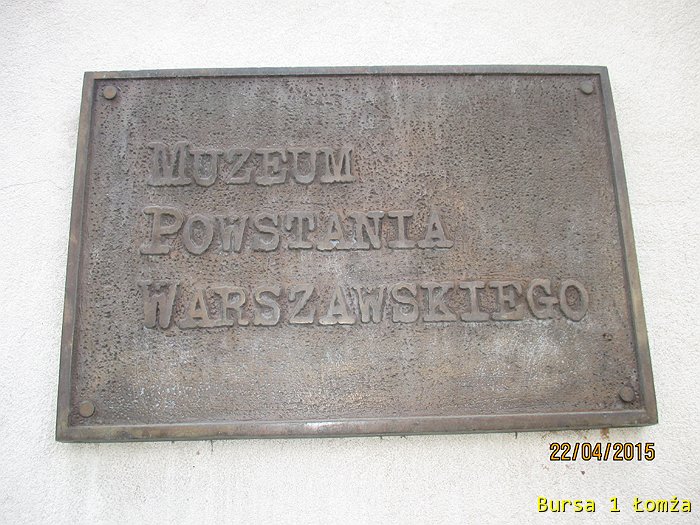 MUZEUM
POWSTANIA
WARSZAWSKIEGO
22/04/2015
Bursa 1 Łomża